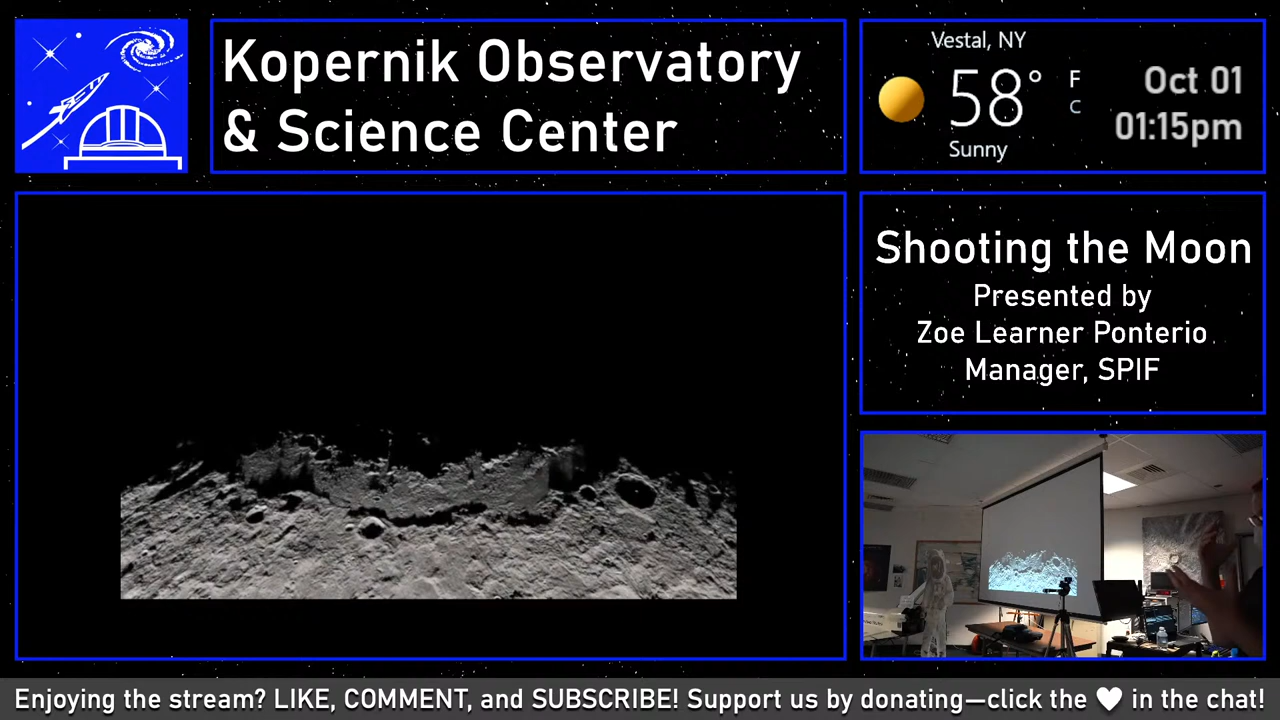 Kopernik Observatory
& Science Center
Vestal, NY
58° F
C
Sunny
Oct 01
01:15pm
Shooting the Moon
Presented by
Zoe Learner Ponterio
Manager, SPIF
Enjoying the stream? LIKE, COMMENT, and SUBSCRIBE! Support us by donating—click the ♥ in the chat!